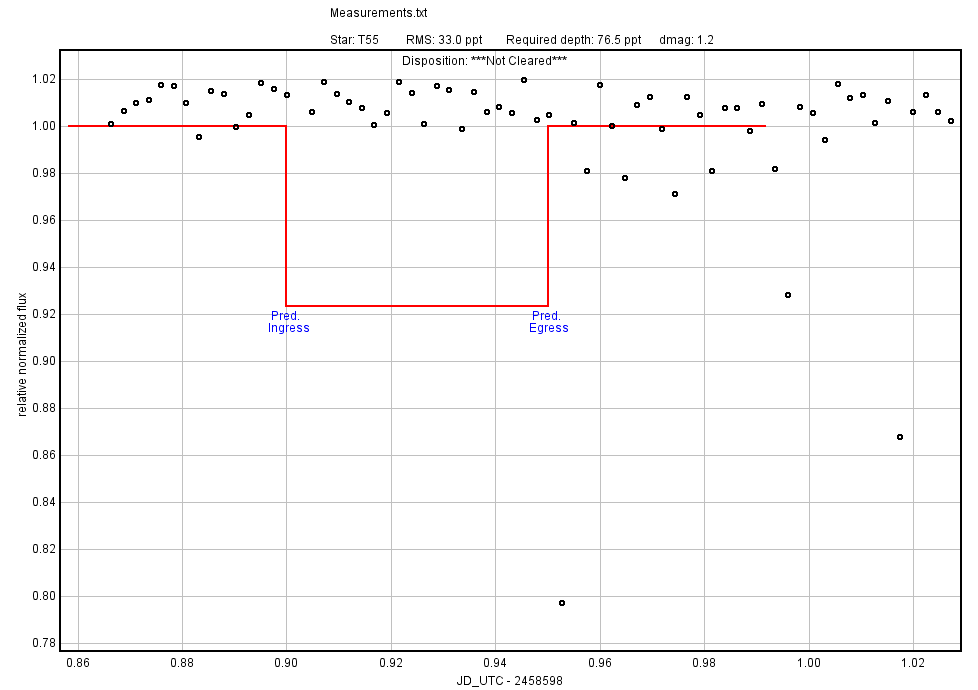 Measurements.txt
Star: T55 RMS: 33.0 ppt Required depth: 76.5 ppt dmag: 1.2
Disposition: ***Not Cleared***
1.02
1.00
0.98
0.96
0.94
0.92
0.90
0.88
0.86
0.84
0.82
0.80
0.78
relative normalized flux
Pred.
Ingress
Pred.
Egress
0.86 0.88 0.90 0.92 0.94 0.96 0.98 1.00 1.02
JD_UTC - 2458598